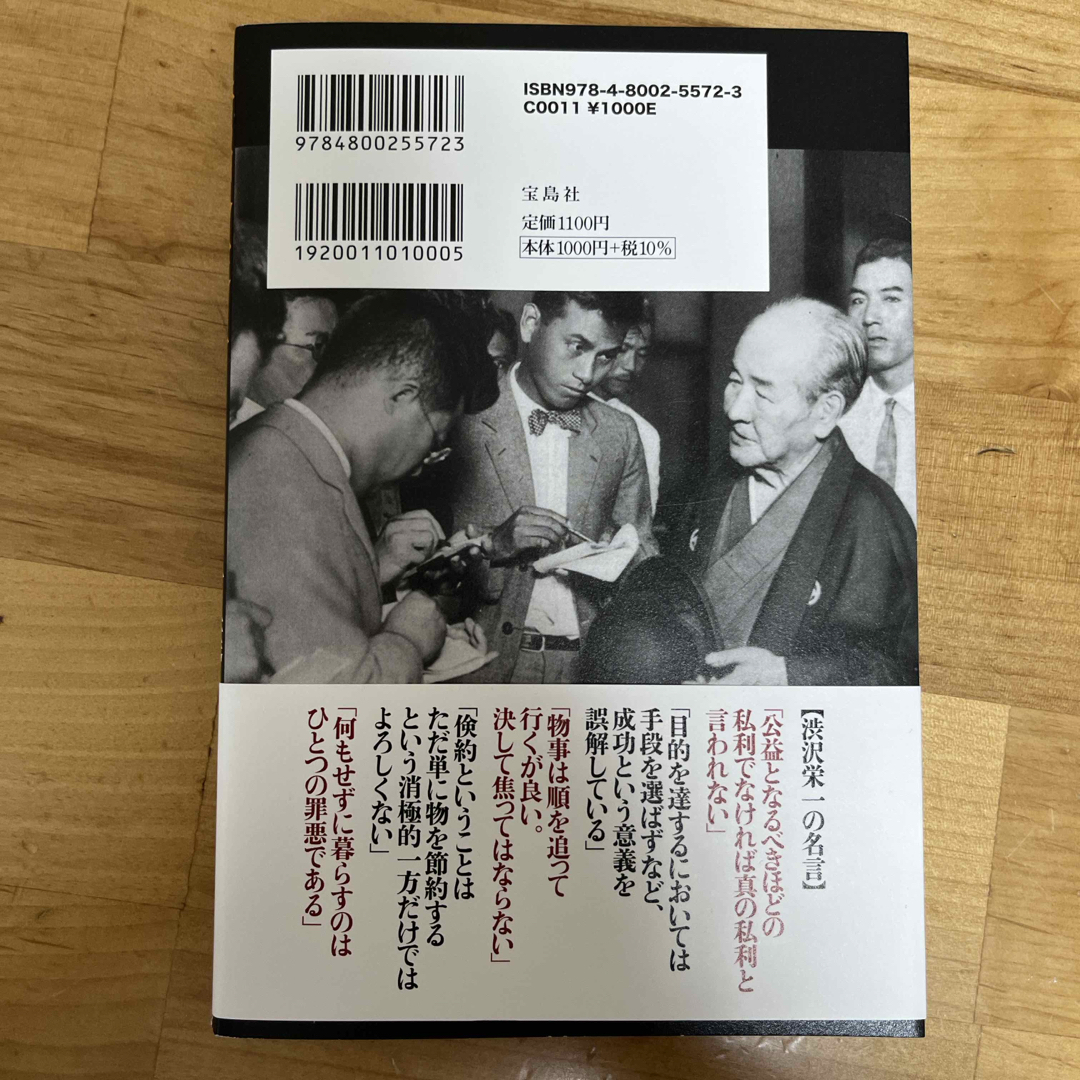 ISBN978-4-8002-5572-3
C0011 ¥1000E
9784800255723
宝島社
定価1100円
本体1000円+税10%
1920011010005
【渋沢栄一の名言】
「公益となるべきほどの
私利でなければ真の私利と
言われない」
「目的を達するにおいては
手段を選ばずなど、
成功という意義を
誤解している」
「物事は順を追って
行くが良い。
決して焦ってはならない」
「倹約ということは
ただ単に物を節約する
という消極的一方だけでは
よろしくない」
「何もせずに暮らすのは
ひとつの罪悪である」